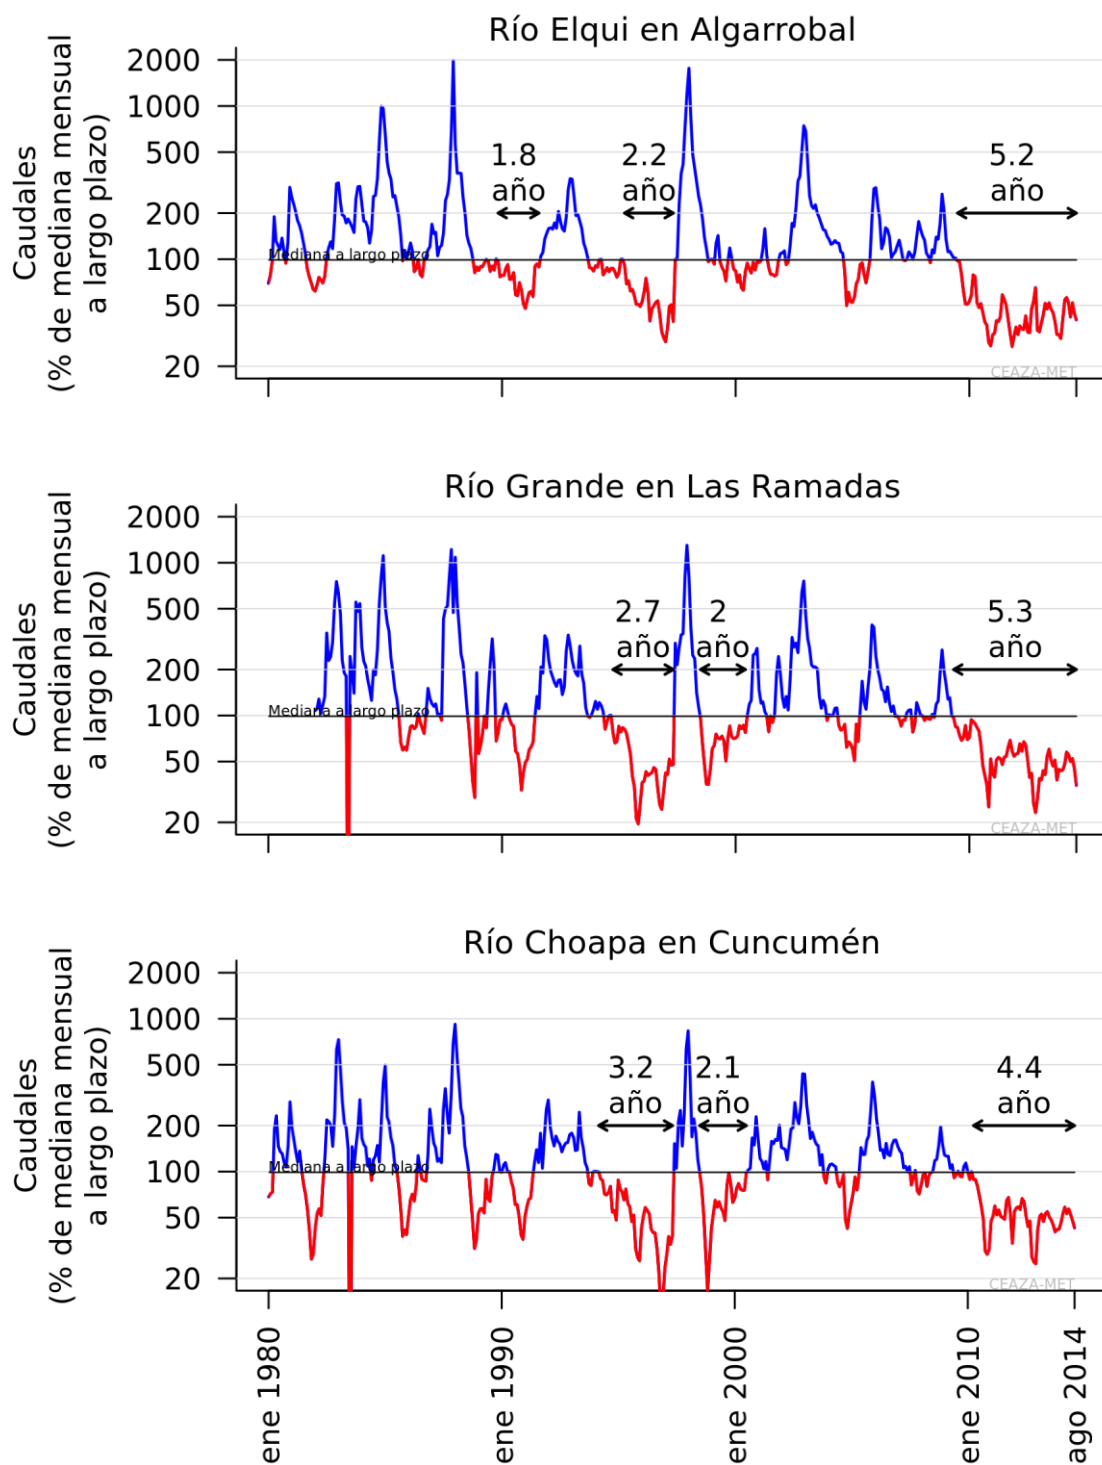 Río Elqui en Algarrobal
Caudales
(% de mediana mensual
a largo plazo)
2000
1000
500
200
100
50
20
1.8
año
2.2
año
5.2
año
Mediana a largo plazo
CEAZA-MET
Río Grande en Las Ramadas
Caudales
(% de mediana mensual
a largo plazo)
2000
1000
500
200
100
50
20
2.7
año
2
año
5.3
año
Mediana a largo plazo
CEAZA-MET
Río Choapa en Cuncumén
Caudales
(% de mediana mensual
a largo plazo)
2000
1000
500
200
100
50
20
3.2
año
2.1
año
4.4
año
Mediana a largo plazo
CEAZA-MET
ene 1980
ene 1990
ene 2000
ene 2010
ago 2014